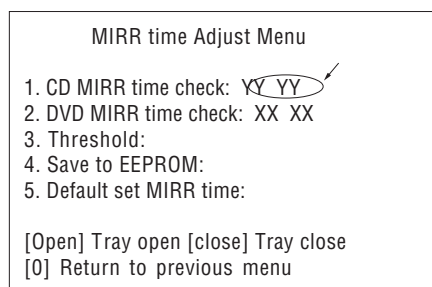 MIRR time Adjust Menu
1. CD MIRR time check: YY YY
2. DVD MIRR time check: XX XX
3. Threshold:
4. Save to EEPROM:
5. Default set MIRR time:
[Open] Tray open [close] Tray close
[0] Return to previous menu